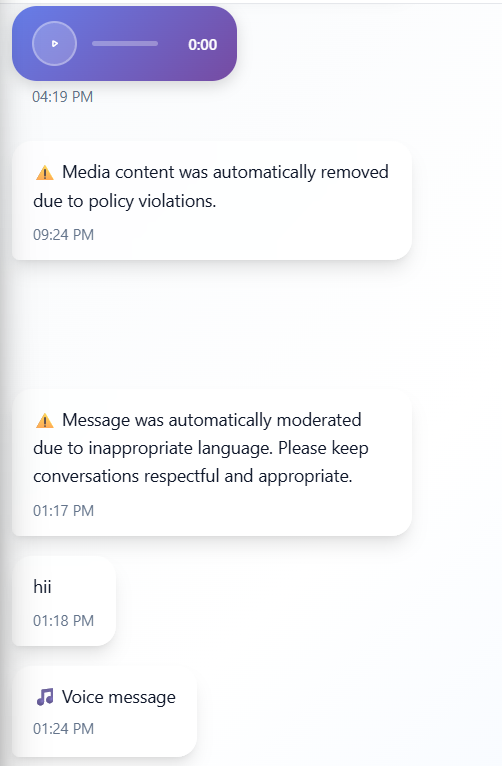 0:00
04:19 PM
⚠️ Media content was automatically removed
due to policy violations.
09:24 PM
⚠️ Message was automatically moderated
due to inappropriate language. Please keep
conversations respectful and appropriate.
01:17 PM
hii
01:18 PM
🎵 Voice message
01:24 PM